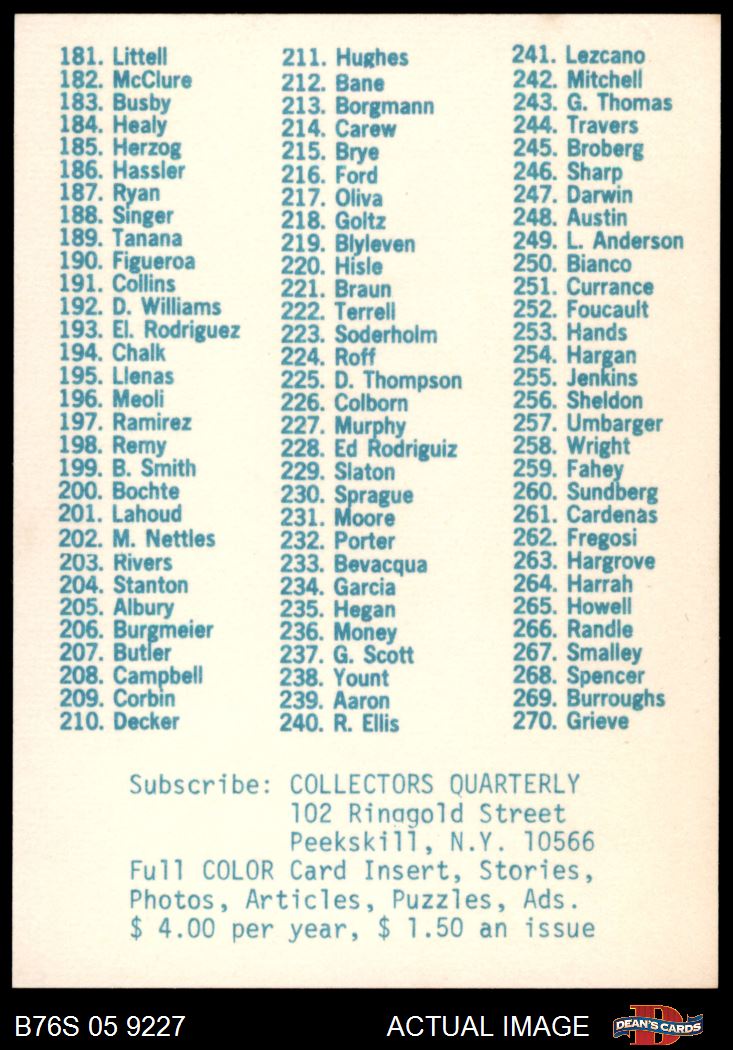 181. Littell
182. McClure
183. Busby
184. Healy
185. Herzog
186. Hassler
187. Ryan
188. Singer
189. Tanana
190. Figueroa
191. Collins
192. D. Williams
193. El. Rodriguez
194. Chalk
195. Llenas
196. Meoli
197. Ramirez
198. Remy
199. B. Smith
200. Bochte
201. Lahoud
202. M. Nettles
203. Rivers
204. Stanton
205. Albury
206. Burgmeier
207. Butler
208. Campbell
209. Corbin
210. Decker
211. Hughes
212. Bane
213. Borgmann
214. Carew
215. Brye
216. Ford
217. Oliva
218. Goltz
219. Blyleven
220. Hisle
221. Braun
222. Terrell
223. Soderholm
224. Roff
225. D. Thompson
226. Colborn
227. Murphy
228. Ed Rodriguiz
229. Slaton
230. Sprague
231. Moore
232. Porter
233. Bevacqua
234. Garcia
235. Hegan
236. Money
237. G. Scott
238. Yount
239. Aaron
240. R. Ellis
241. Lezcano
242. Mitchell
243. G. Thomas
244. Travers
245. Broberg
246. Sharp
247. Darwin
248. Austin
249. L. Anderson
250. Bianco
251. Currance
252. Foucault
253. Hands
254. Hargan
255. Jenkins
256. Sheldon
257. Umbarger
258. Wright
259. Fahey
260. Sundberg
261. Cardenas
262. Fregosi
263. Hargrove
264. Harrah
265. Howell
266. Randle
267. Smalley
268. Spencer
269. Burroughs
270. Grieve
Subscribe: COLLECTORS QUARTERLY
102 Ringgold Street
Peekskill, N.Y. 10566
Full COLOR Card Insert, Stories,
Photos, Articles, Puzzles, Ads.
$ 4.00 per year, $ 1.50 an issue
B76S 05 9227
ACTUAL IMAGE
D
DEAN'S CARDS